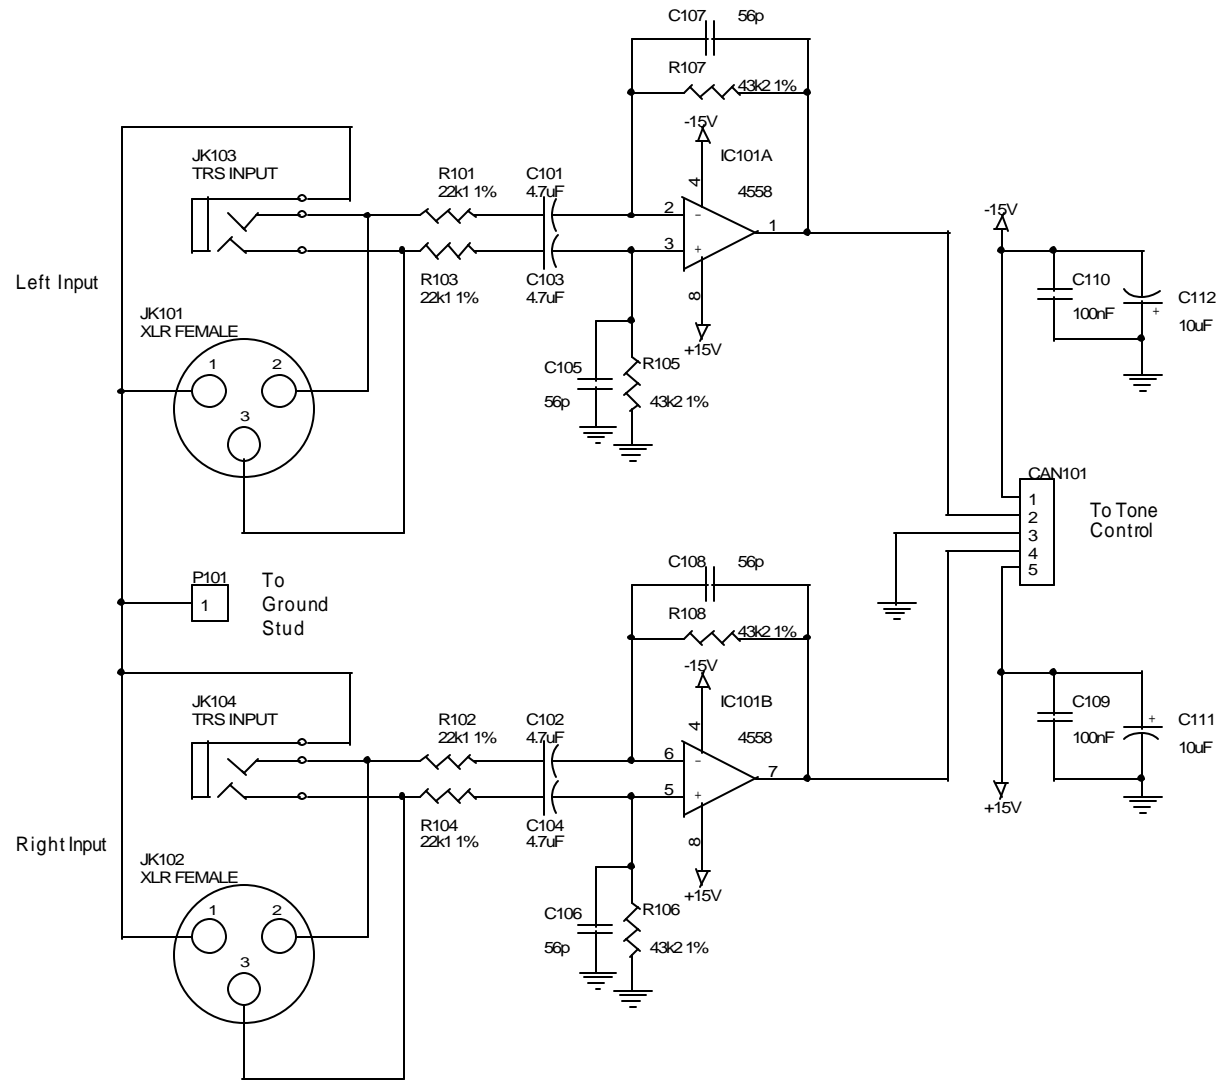 C107 56p
R107
43k2 1%
-15V
JK103
TRS INPUT
IC101A
R101
22k1 1%
C101
4.7uF
4
4558
2
-
1
3
+
-15V
Left Input
R103
22k1 1%
C103
4.7uF
8
C110
100nF
C112
10uF
+
JK101
XLR FEMALE
+15V
1
2
3
C105
56p
R105
43k2 1%
CAN101
1
2
3
4
5
To Tone
Control
P101
1
To
Ground
Stud
C108 56p
R108
43k2 1%
-15V
JK104
TRS INPUT
IC101B
R102
22k1 1%
C102
4.7uF
4
4558
6
-
7
5
+
C109
100nF
+
C111
10uF
+15V
Right Input
R104
22k1 1%
C104
4.7uF
8
JK102
XLR FEMALE
+15V
1
2
3
C106
56p
R106
43k2 1%